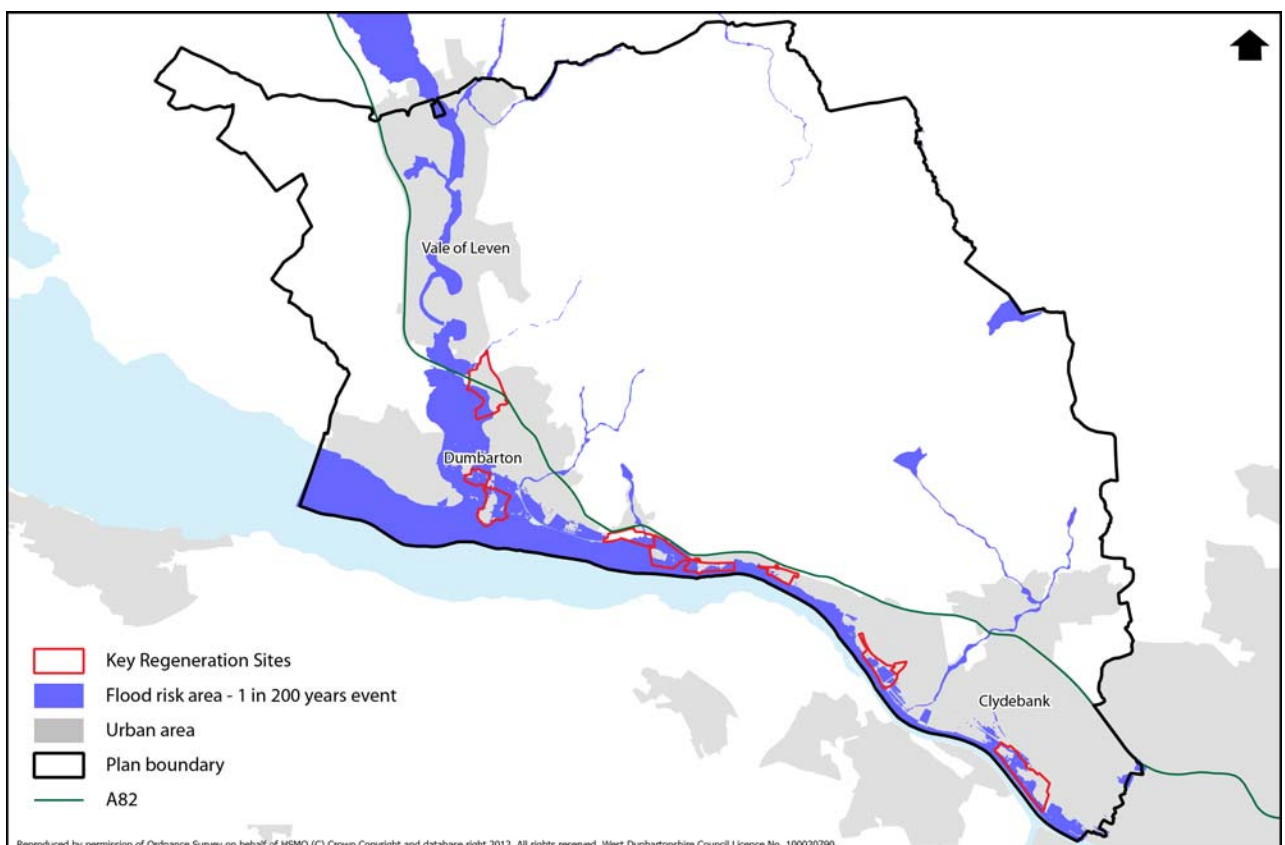 Vale of Leven
Dumbarton
Clydebank
Key Regeneration Sites
Flood risk area - 1 in 200 years event
Urban area
Plan boundary
A82
Reproduced by permission of Ordnance Survey on behalf of HMSO (C) Crown Copyright and database right 2012. All rights reserved. West Dunbartonshire Council Licence No. 100020790